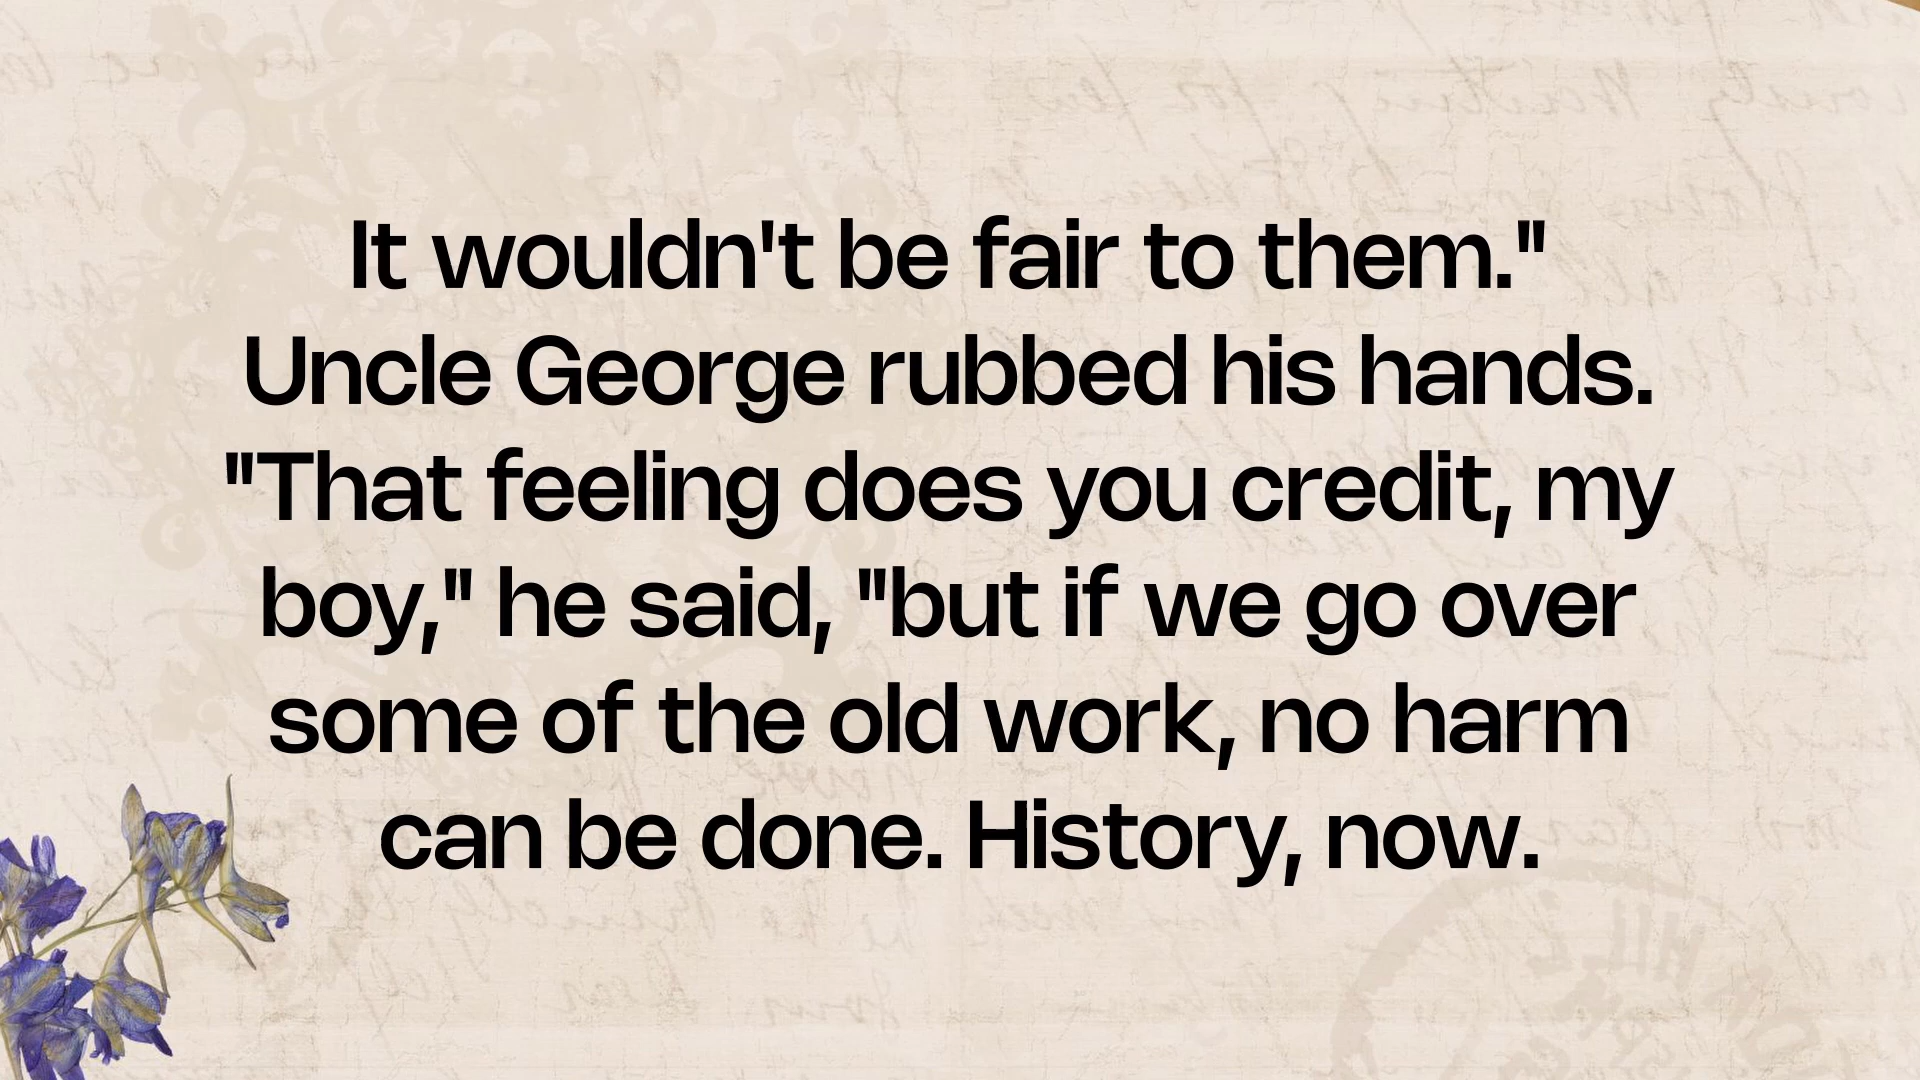 It wouldn't be fair to them."
Uncle George rubbed his hands.
"That feeling does you credit, my
boy," he said, "but if we go over
some of the old work, no harm
can be done. History, now.